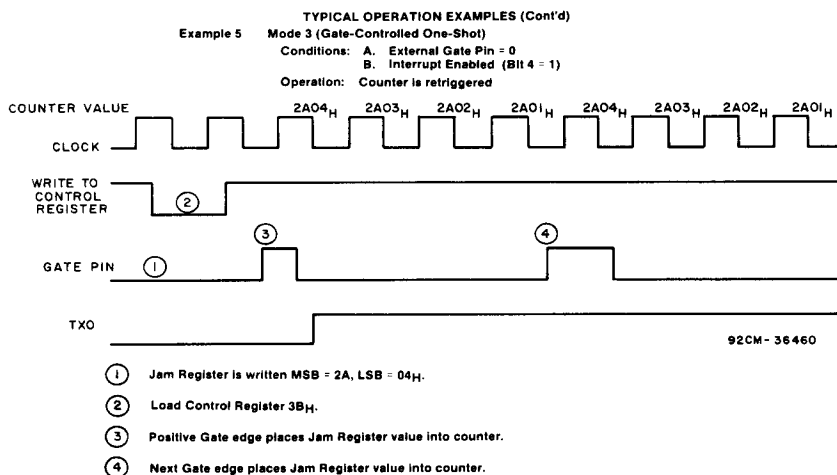 TYPICAL OPERATION EXAMPLES (Cont'd)
Example 5 Mode 3 (Gate-Controlled One-Shot)
Conditions: A. External Gate Pin = 0
B. Interrupt Enabled (Bit 4 = 1)
Operation: Counter is retriggered
COUNTER VALUE 2A04H 2A03H 2A02H 2A01H 2A04H 2A03H 2A02H 2A01H
CLOCK
WRITE TO
CONTROL
REGISTER
2
3 4
GATE PIN 1
TXO
92CM-36460
1 Jam Register is written MSB = 2A, LSB = 04H.
2 Load Control Register 3BH.
3 Positive Gate edge places Jam Register value into counter.
4 Next Gate edge places Jam Register value into counter.